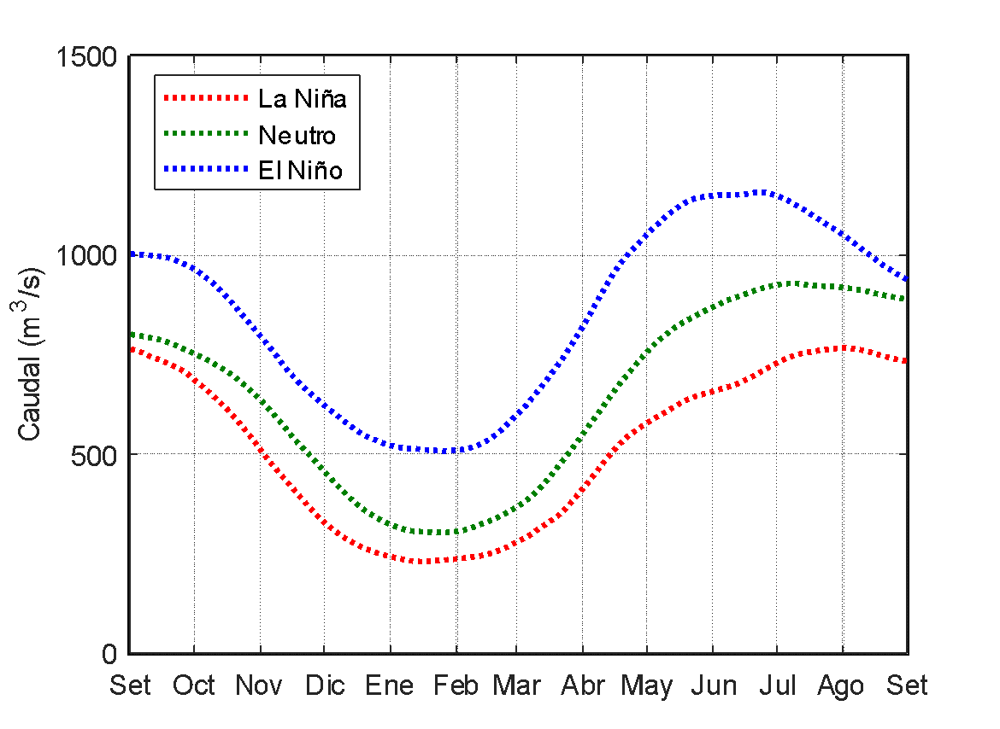 1500
1000
500
0
Caudal (m³/s)
La Niña
Neutro
El Niño
Set Oct Nov Dic Ene Feb Mar Abr May Jun Jul Ago Set